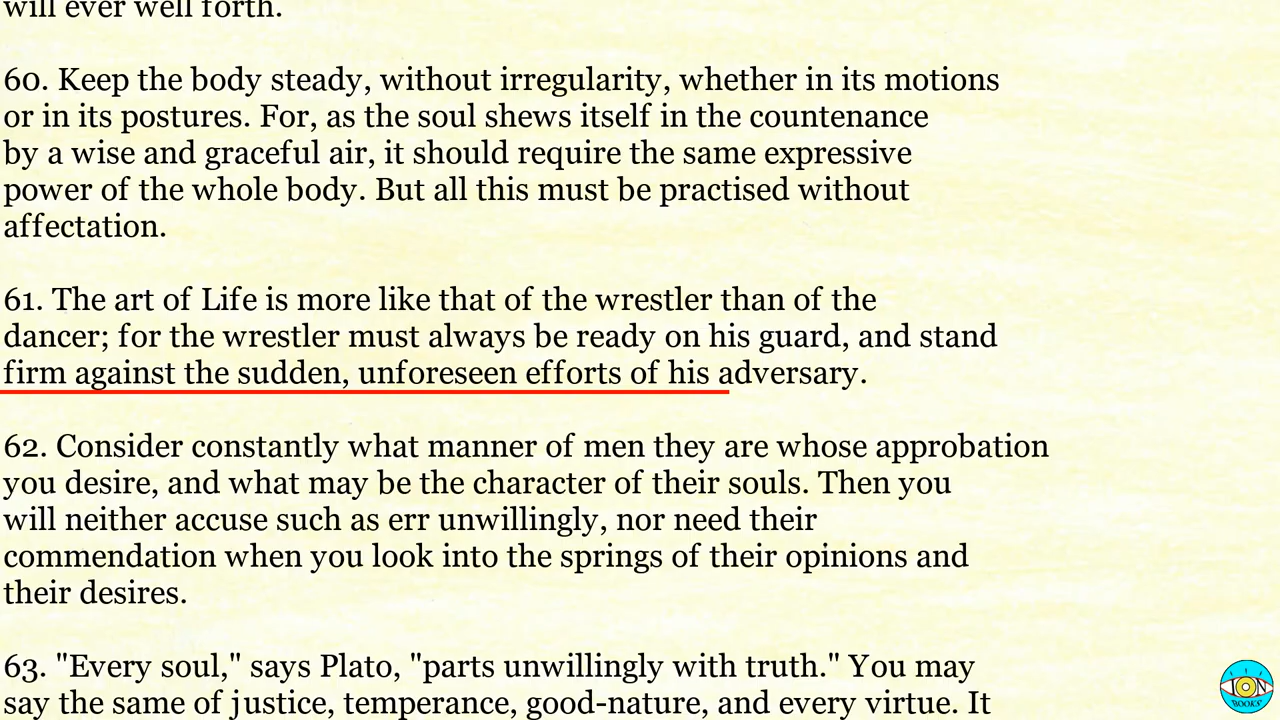 will ever well forth.
60. Keep the body steady, without irregularity, whether in its motions
or in its postures. For, as the soul shews itself in the countenance
by a wise and graceful air, it should require the same expressive
power of the whole body. But all this must be practised without
affectation.
61. The art of Life is more like that of the wrestler than of the
dancer; for the wrestler must always be ready on his guard, and stand
firm against the sudden, unforeseen efforts of his adversary.
62. Consider constantly what manner of men they are whose approbation
you desire, and what may be the character of their souls. Then you
will neither accuse such as err unwillingly, nor need their
commendation when you look into the springs of their opinions and
their desires.
63. "Every soul," says Plato, "parts unwillingly with truth." You may
say the same of justice, temperance, good-nature, and every virtue. It
ION
BOOKS